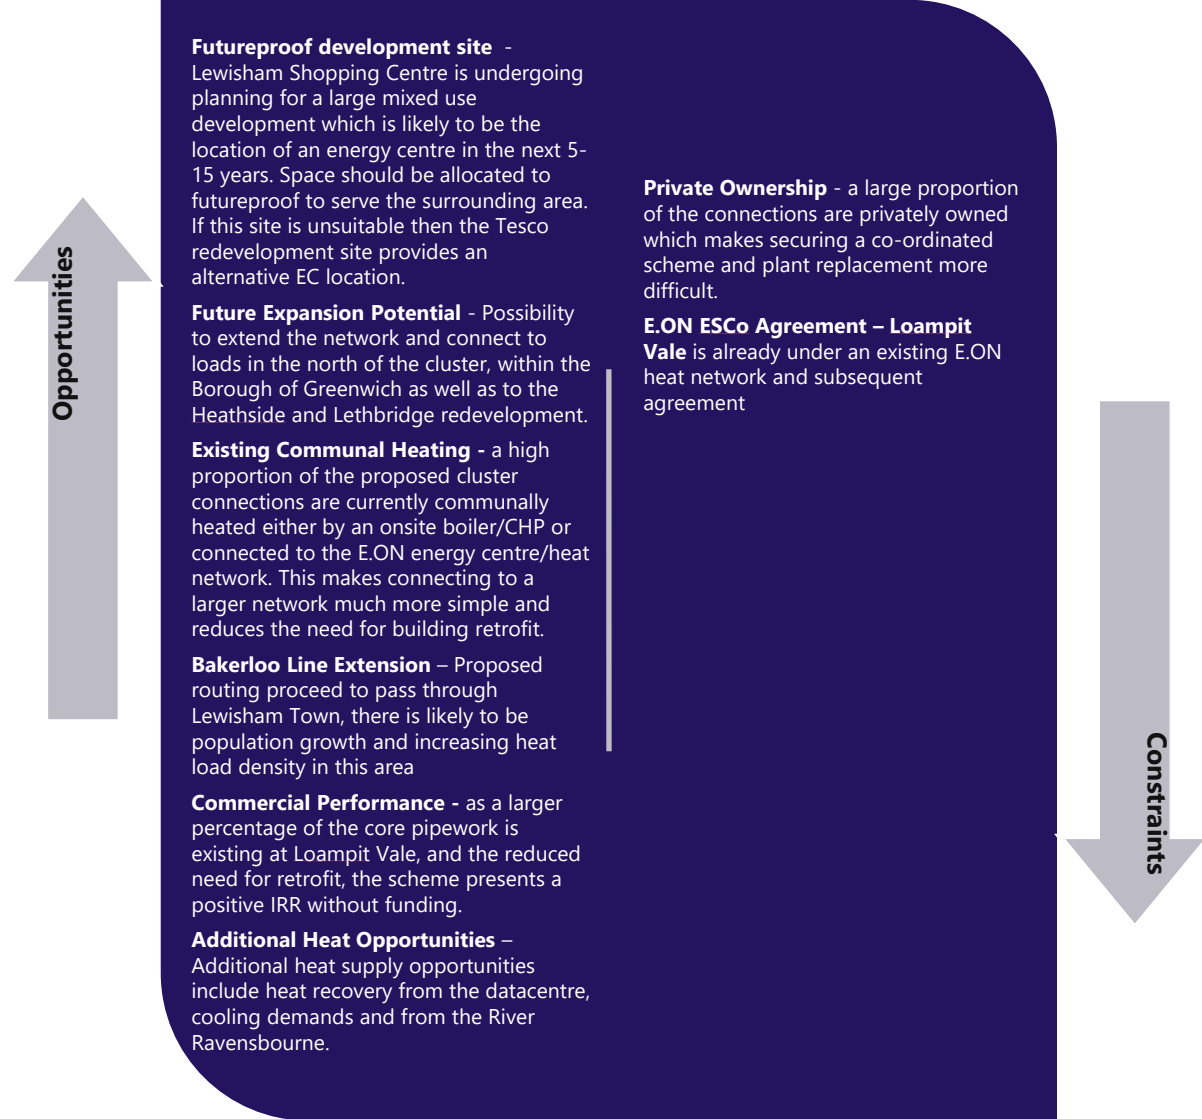 Opportunities
Futureproof development site -
Lewisham Shopping Centre is undergoing
planning for a large mixed use
development which is likely to be the
location of an energy centre in the next 5-
15 years. Space should be allocated to
futureproof to serve the surrounding area.
If this site is unsuitable then the Tesco
redevelopment site provides an
alternative EC location.
Future Expansion Potential - Possibility
to extend the network and connect to
loads in the north of the cluster, within the
Borough of Greenwich as well as to the
Heathside and Lethbridge redevelopment.
Existing Communal Heating - a high
proportion of the proposed cluster
connections are currently communally
heated either by an onsite boiler/CHP or
connected to the E.ON energy centre/heat
network. This makes connecting to a
larger network much more simple and
reduces the need for building retrofit.
Bakerloo Line Extension – Proposed
routing proceed to pass through
Lewisham Town, there is likely to be
population growth and increasing heat
load density in this area
Commercial Performance - as a larger
percentage of the core pipework is
existing at Loampit Vale, and the reduced
need for retrofit, the scheme presents a
positive IRR without funding.
Additional Heat Opportunities –
Additional heat supply opportunities
include heat recovery from the datacentre,
cooling demands and from the River
Ravensbourne.
Private Ownership - a large proportion
of the connections are privately owned
which makes securing a co-ordinated
scheme and plant replacement more
difficult.
E.ON ESCo Agreement – Loampit
Vale is already under an existing E.ON
heat network and subsequent
agreement
Constraints